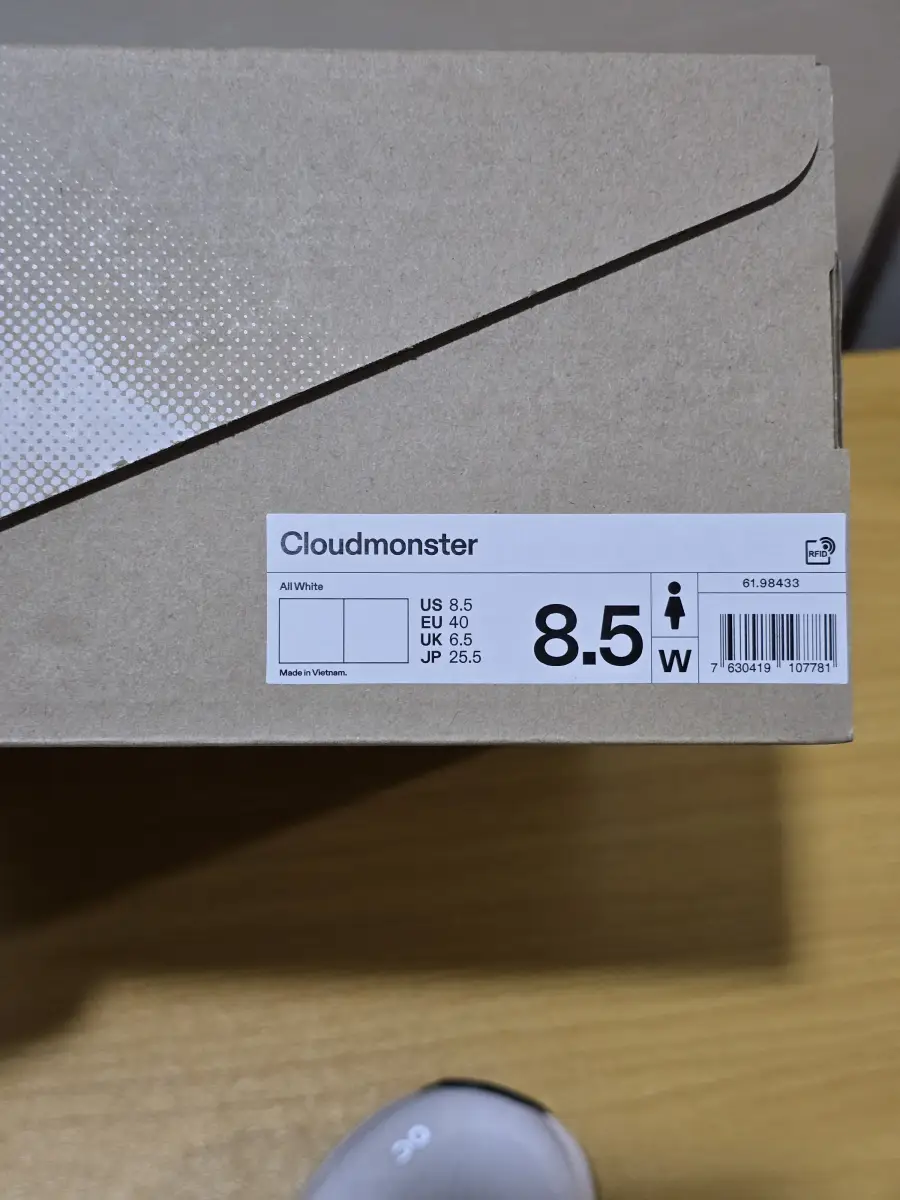 Cloudmonster
RFID
All White
US 8.5
EU 40
UK 6.5
JP 25.5
Made in Vietnam.
8.5
W
61.98433
7 630419 107781